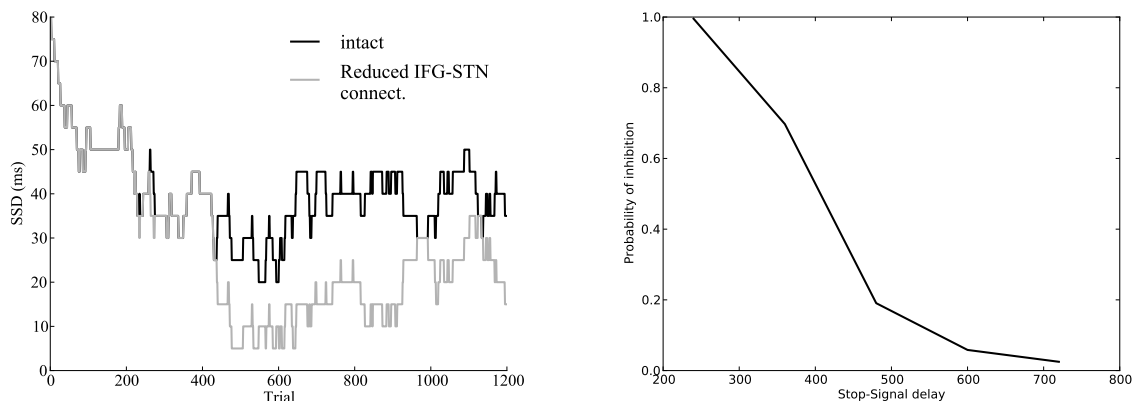 80
70
60
50
40
30
20
10
0
SSD (ms)
0 200 400 600 800 1000 1200
Trial
intact
Reduced IFG-STN
connect.
1.0
0.8
0.6
0.4
0.2
0.0
Probability of inhibition
200 300 400 500 600 700 800
Stop-Signal delay